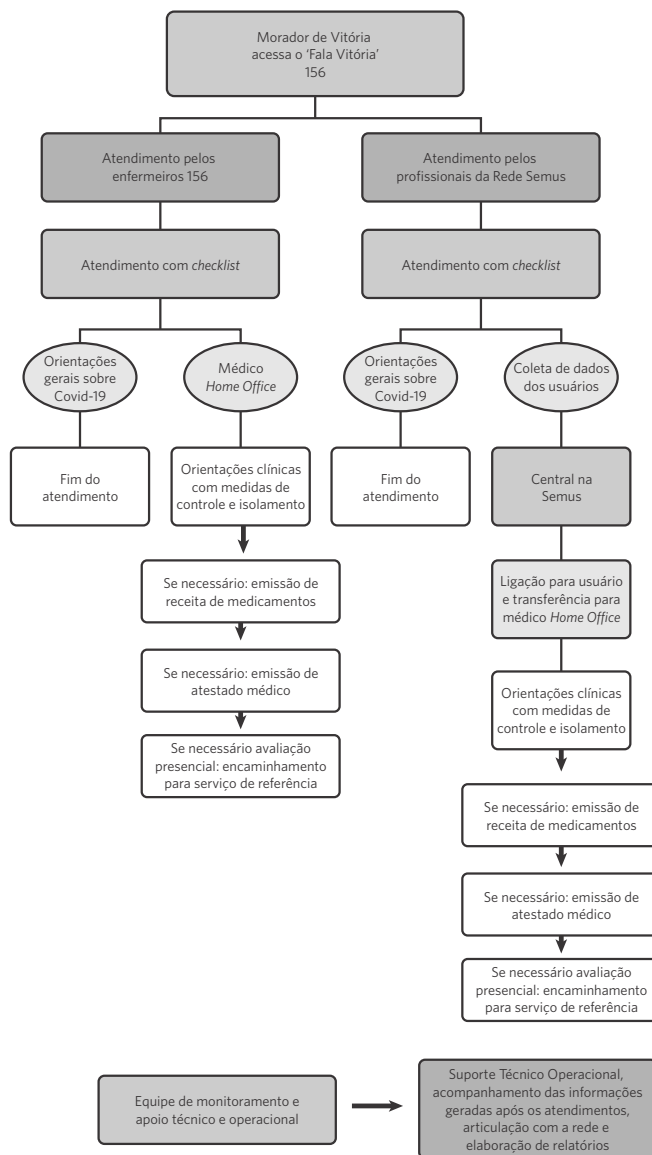 Morador de Vitória
acessa o 'Fala Vitória'
156
Atendimento pelos
enfermeiros 156
Atendimento pelos
profissionais da Rede Semus
Atendimento com checklist
Atendimento com checklist
Orientações
gerais sobre
Covid-19
Médico
Home Office
Orientações
gerais sobre
Covid-19
Coleta de dados
dos usuários
Fim do
atendimento
Orientações clínicas
com medidas de
controle e isolamento
Fim do
atendimento
Central na
Semus
Se necessário: emissão de
receita de medicamentos
Ligação para usuário
e transferência para
médico Home Office
Se necessário: emissão de
atestado médico
Orientações clínicas
com medidas de
controle e isolamento
Se necessário avaliação
presencial: encaminhamento
para serviço de referência
Se necessário: emissão de
receita de medicamentos
Se necessário: emissão de
atestado médico
Se necessário avaliação
presencial: encaminhamento
para serviço de referência
Equipe de monitoramento e
apoio técnico e operacional
Suporte Técnico Operacional,
acompanhamento das informações
geradas após os atendimentos,
articulação com a rede e
elaboração de relatórios